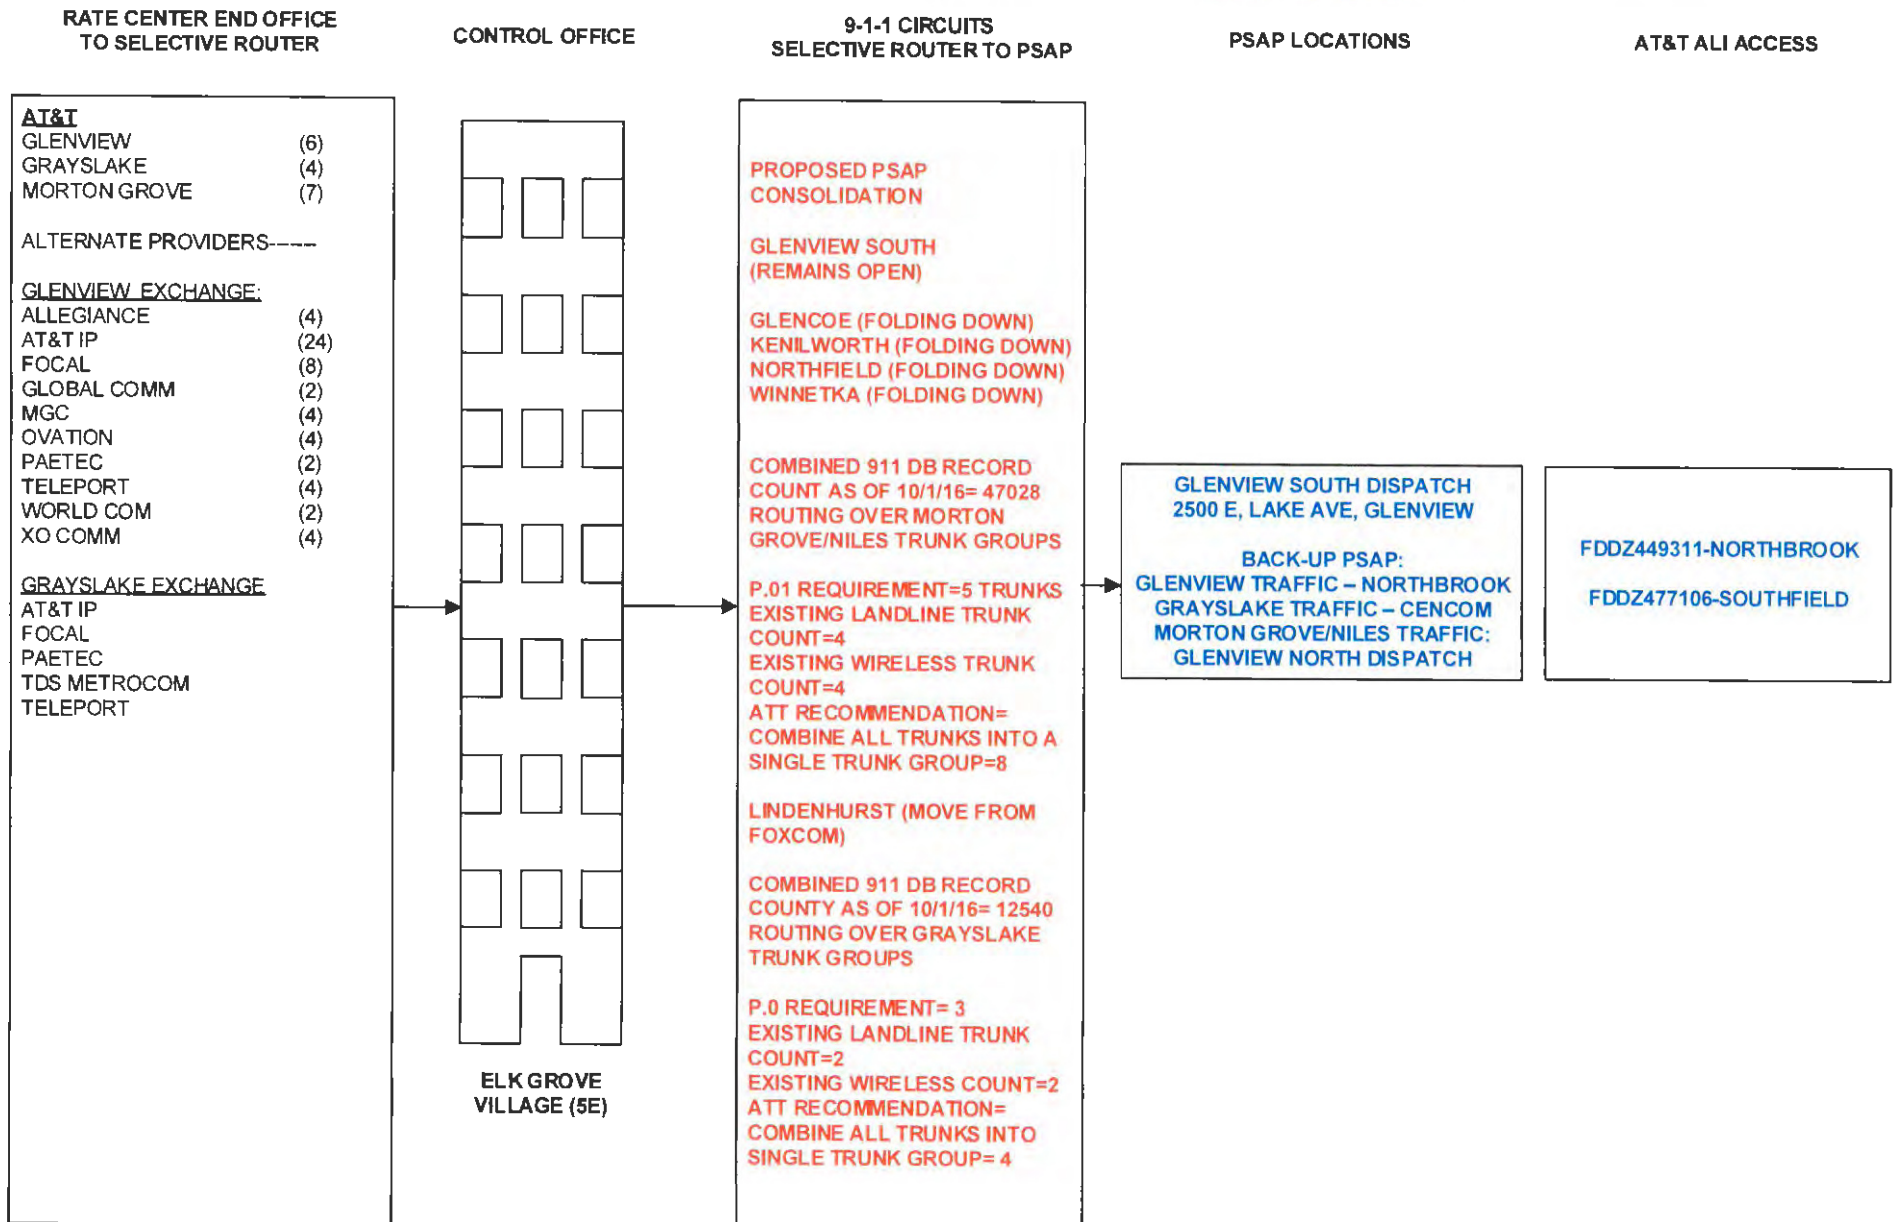 RATE CENTER END OFFICE
TO SELECTIVE ROUTER
CONTROL OFFICE
9-1-1 CIRCUITS
SELECTIVE ROUTER TO PSAP
PSAP LOCATIONS
AT&T ALI ACCESS
AT&T
GLENVIEW (6)
GRAYSLAKE (4)
MORTON GROVE (7)
ALTERNATE PROVIDERS-----
GLENVIEW EXCHANGE:
ALLEGIANCE (4)
AT&T IP (24)
FOCAL (8)
GLOBAL COMM (2)
MGC (4)
OVATION (4)
PAETEC (2)
TELEPORT (4)
WORLD COM (2)
XO COMM (4)
GRAYSLAKE EXCHANGE
AT&T IP
FOCAL
PAETEC
TDS METROCOM
TELEPORT
ELK GROVE
VILLAGE (5E)
PROPOSED PSAP
CONSOLIDATION
GLENVIEW SOUTH
(REMAINS OPEN)
GLENCOE (FOLDING DOWN)
KENILWORTH (FOLDING DOWN)
NORTHFIELD (FOLDING DOWN)
WINNETKA (FOLDING DOWN)
COMBINED 911 DB RECORD
COUNT AS OF 10/1/16= 47028
ROUTING OVER MORTON
GROVE/NILES TRUNK GROUPS
P.01 REQUIREMENT=5 TRUNKS
EXISTING LANDLINE TRUNK
COUNT=4
EXISTING WIRELESS TRUNK
COUNT=4
ATT RECOMMENDATION=
COMBINE ALL TRUNKS INTO A
SINGLE TRUNK GROUP=8
LINDENHURST (MOVE FROM
FOXCOM)
COMBINED 911 DB RECORD
COUNTY AS OF 10/1/16= 12540
ROUTING OVER GRAYSLAKE
TRUNK GROUPS
P.0 REQUIREMENT= 3
EXISTING LANDLINE TRUNK
COUNT=2
EXISTING WIRELESS COUNT=2
ATT RECOMMENDATION=
COMBINE ALL TRUNKS INTO
SINGLE TRUNK GROUP= 4
GLENVIEW SOUTH DISPATCH
2500 E, LAKE AVE, GLENVIEW
BACK-UP PSAP:
GLENVIEW TRAFFIC – NORTHBROOK
GRAYSLAKE TRAFFIC – CENCOM
MORTON GROVE/NILES TRAFFIC:
GLENVIEW NORTH DISPATCH
FDDZ449311-NORTHBROOK
FDDZ477106-SOUTHFIELD